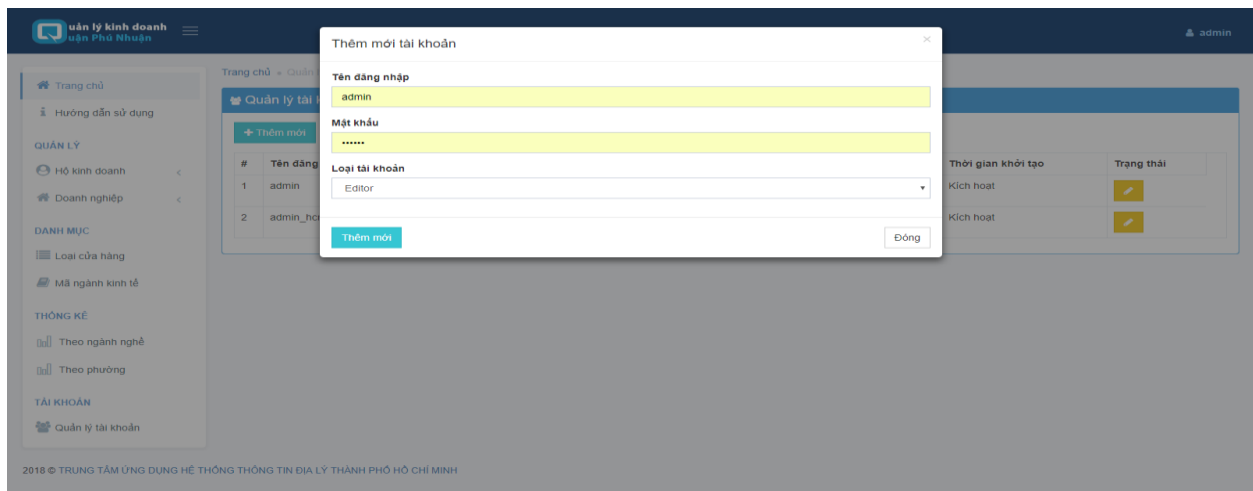 uản lý kinh doanh
uận Phú Nhuận
admin
Thêm mới tài khoản
×
Trang chủ » Quản
Trang chủ
Hướng dẫn sử dụng
QUẢN LÝ
Hộ kinh doanh
Doanh nghiệp
DANH MỤC
Loại cửa hàng
Mã ngành kinh tế
THỐNG KÊ
Theo ngành nghề
Theo phường
TÀI KHOẢN
Quản lý tài khoản
Quản lý tài k
+ Thêm mới
# Tên đăng Thời gian khởi tạo Trạng thái
1 admin Kích hoạt
2 admin_hcm Kích hoạt
Tên đăng nhập
admin
Mật khẩu
••••••
Loại tài khoản
Editor
Thêm mới Đóng
2018 © TRUNG TÂM ỨNG DỤNG HỆ THỐNG THÔNG TIN ĐỊA LÝ THÀNH PHỐ HỒ CHÍ MINH